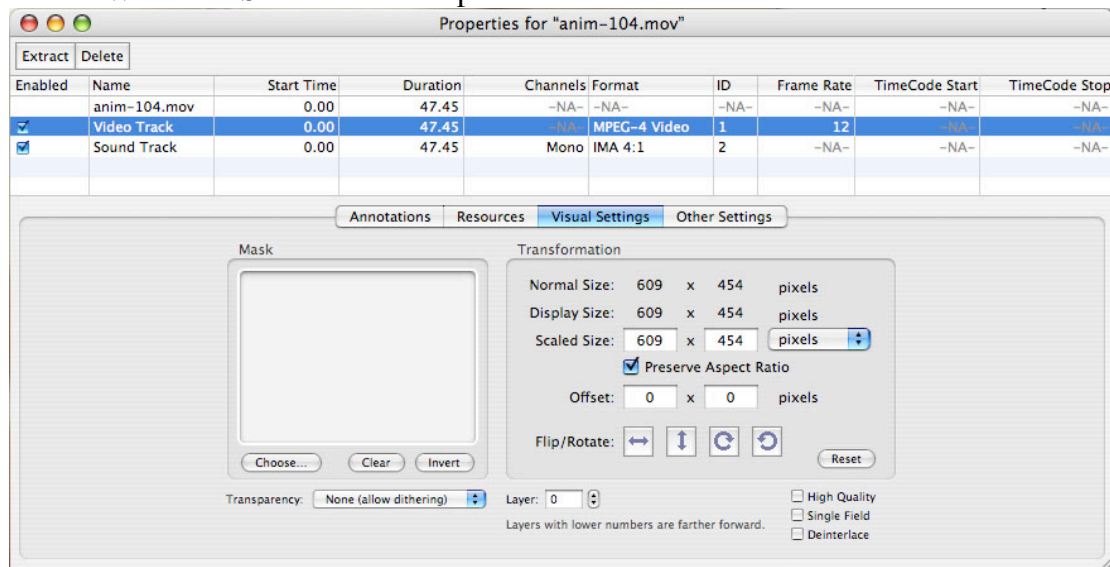 Properties for “anim-104.mov”
Extract Delete
Enabled Name Start Time Duration Channels Format ID Frame Rate TimeCode Start TimeCode Stop
anim-104.mov 0.00 47.45 -NA- -NA- -NA- -NA- -NA- -NA-
Video Track 0.00 47.45 -NA- MPEG-4 Video 1 12 -NA- -NA-
Sound Track 0.00 47.45 Mono IMA 4:1 2 -NA- -NA- -NA-
Annotations Resources Visual Settings Other Settings
Mask Transformation
Normal Size: 609 x 454 pixels
Display Size: 609 x 454 pixels
Scaled Size: 609 x 454 pixels
Preserve Aspect Ratio
Offset: 0 x 0 pixels
Flip/Rotate:
Choose... Clear Invert Reset
Transparency: None (allow dithering) Layer: 0 High Quality
Layers with lower numbers are farther forward. Single Field
Deinterlace